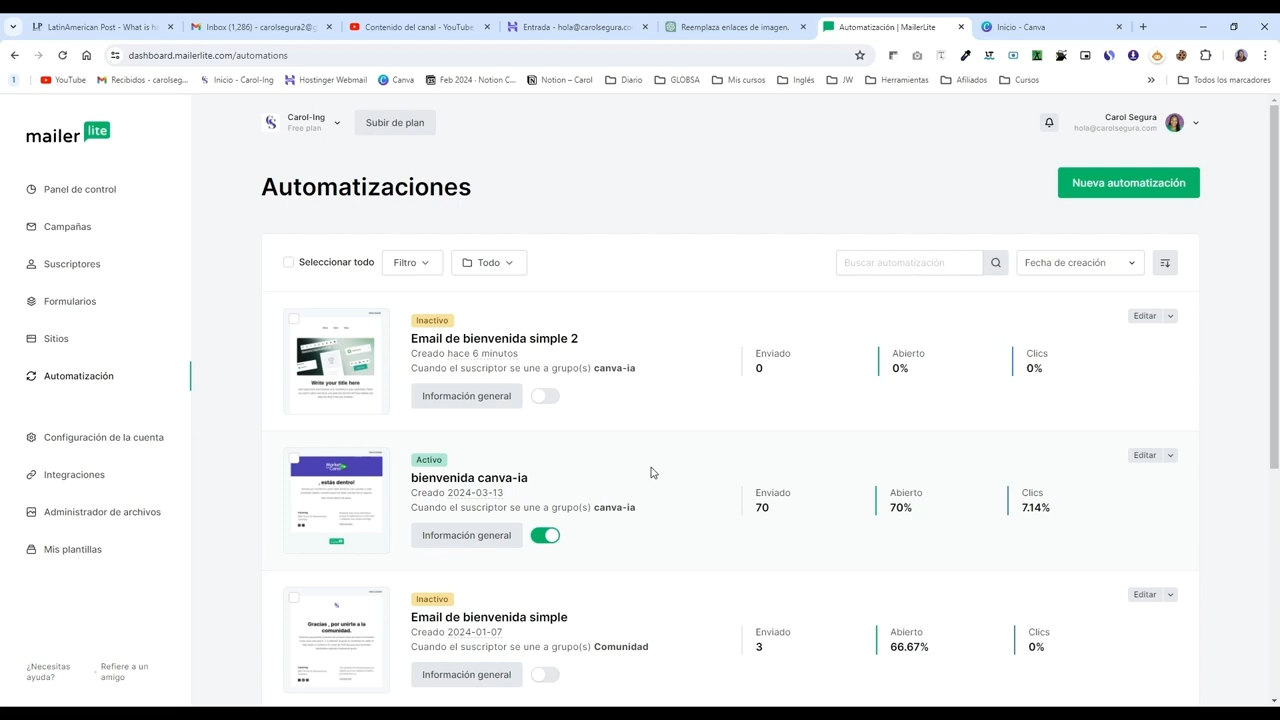 LatinAmerican Post - What is h
Inbox (1.286) - carolsegura2@g
Contenido del canal - YouTube
Entrada - hola@carolsegura.co
Reemplaza enlaces de imagen.
Automatización | MailerLite
Inicio - Canva
dashboard.mailerlite.com/automations
1
YouTube
Recibidos - carolseg...
Inicio - Carol-Ing
Hostinger Webmail
Canva
Feb 2024 · Notion C...
Notion – Carol
Diario
GLOBSA
Mis cursos
Inglés
JW
Herramientas
Afiliados
Cursos
Todos los marcadores
mailer lite
Carol-Ing
Free plan
Subir de plan
Carol Segura
hola@carolsegura.com
Panel de control
Campañas
Suscriptores
Formularios
Sitios
Automatización
Configuración de la cuenta
Integraciones
Administrador de archivos
Mis plantillas
¿Necesitas ayuda?
Refiere a un amigo
Automatizaciones
Nueva automatización
Seleccionar todo
Filtro
Todo
Buscar automatización
Fecha de creación
Write your title here
Inactivo
Email de bienvenida simple 2
Creado hace 6 minutos
Cuando el suscriptor se une a grupo(s) canva-ia
Información general
Enviado
0
Abierto
0%
Clics
0%
Editar
, estás dentro!
Activo
bienvenida canva-ia
Creado 2024-03-13
Cuando el suscriptor se une a grupo(s) canva-ia
Información general
Enviado
70
Abierto
70%
Clics
7.14%
Editar
Gracias , por unirte a la
comunidad.
Inactivo
Email de bienvenida simple
Creado 2024-01-07
Cuando el suscriptor se une a grupo(s) Comunidad
Información general
Enviado
3
Abierto
66.67%
Clics
0%
Editar